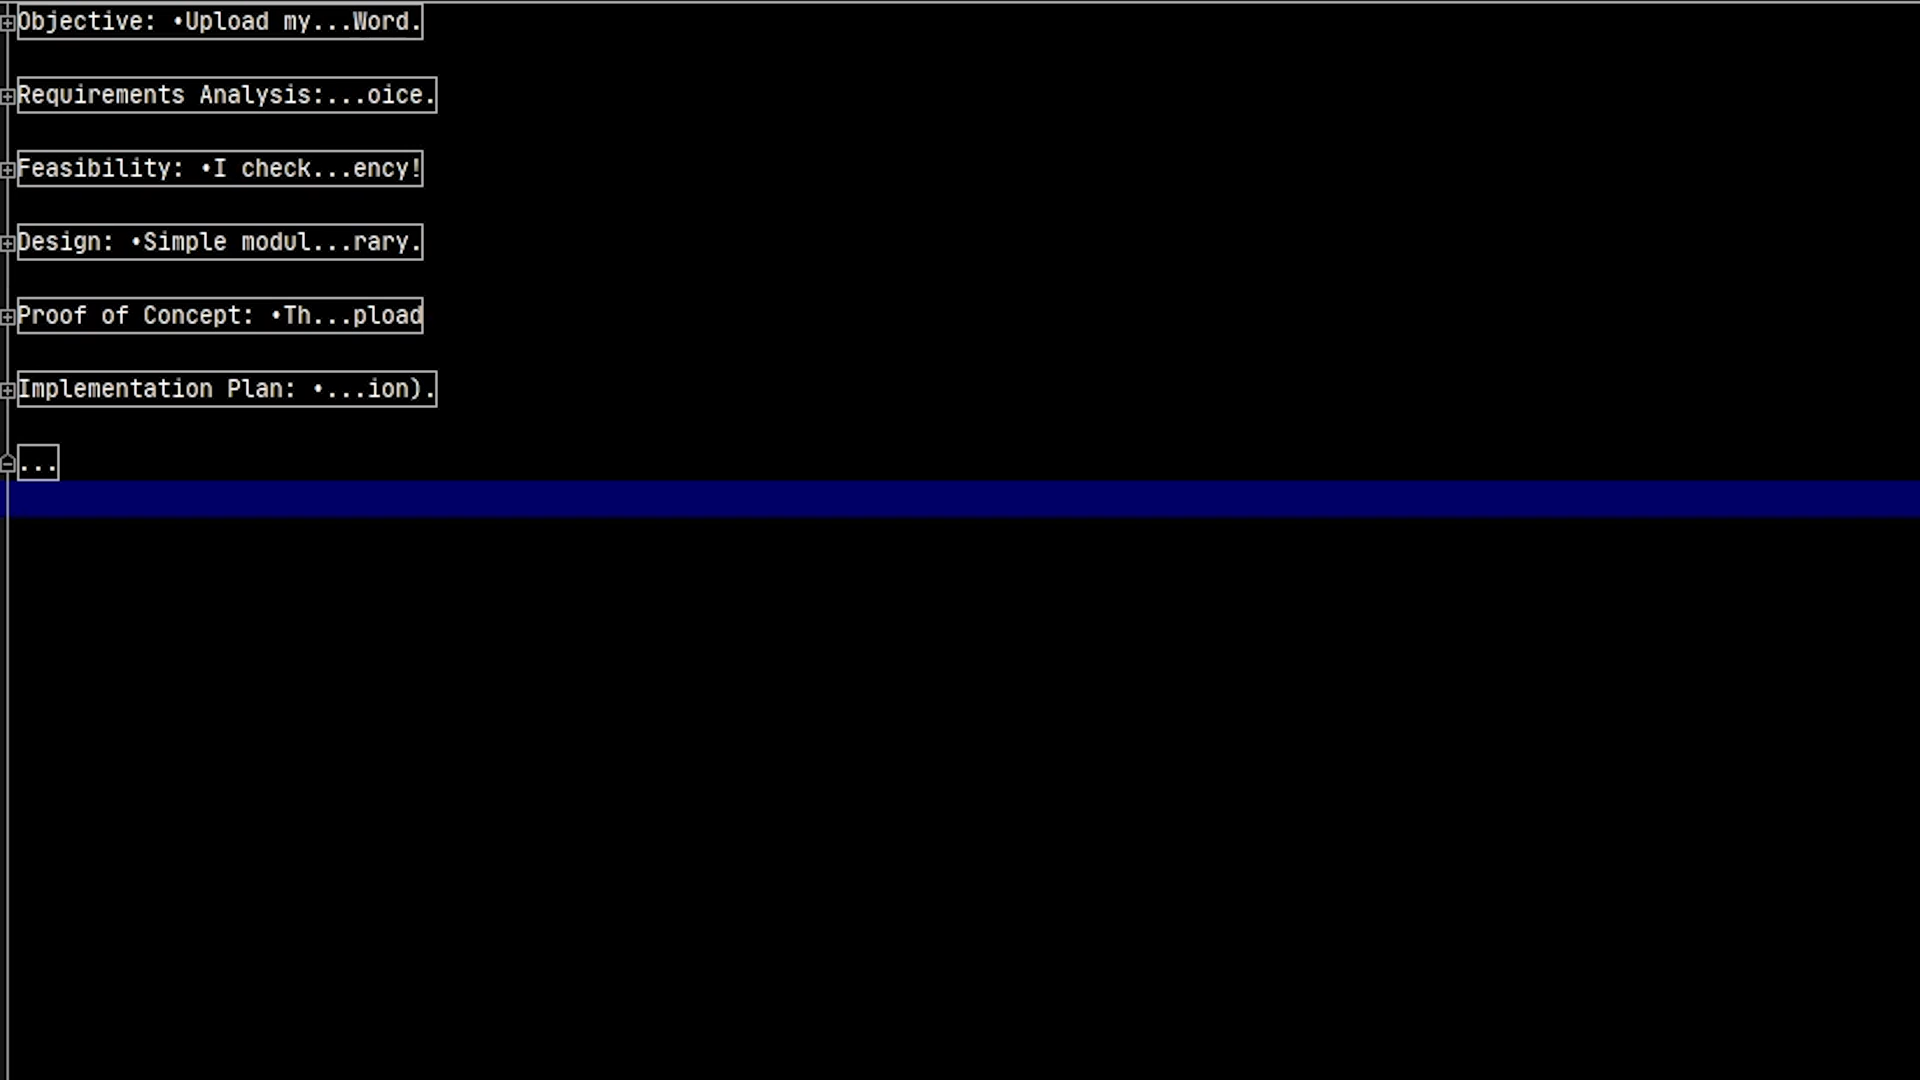 Objective: •Upload my...Word.
Requirements Analysis:...oice.
Feasibility: •I check...ency!
Design: •Simple modul...rary.
Proof of Concept: •Th...pload
Implementation Plan: •...ion).
...